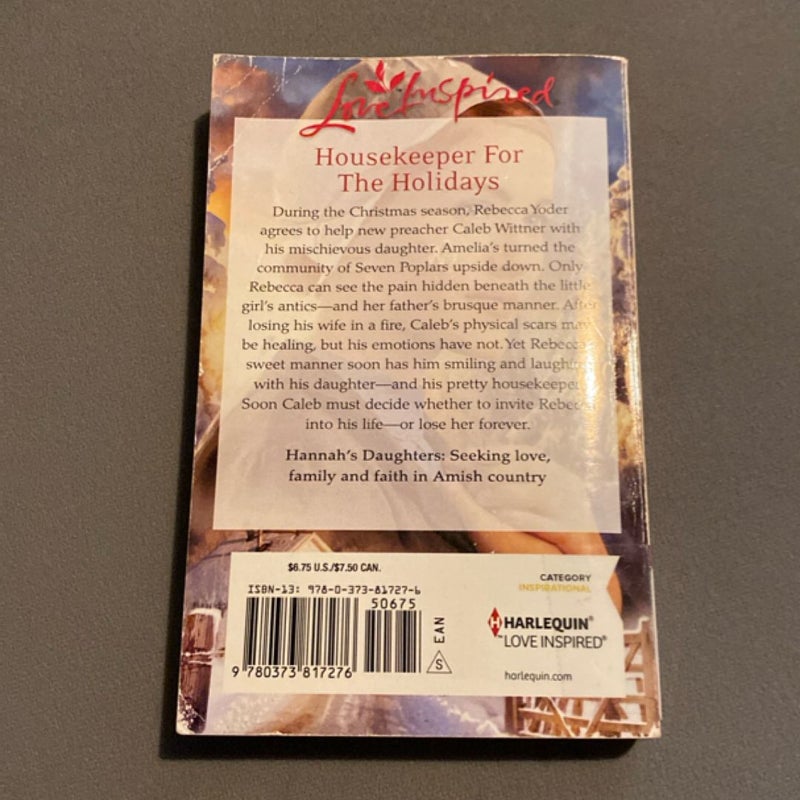 Love Inspired
Housekeeper For
The Holidays
During the Christmas season, Rebecca Yoder
agrees to help new preacher Caleb Wittner with
his mischievous daughter. Amelia's turned the
community of Seven Poplars upside down. Only
Rebecca can see the pain hidden beneath the little
girl's antics—and her father's brusque manner. After
losing his wife in a fire, Caleb's physical scars may
be healing, but his emotions have not. Yet Rebecca's
sweet manner soon has him smiling and laughing
with his daughter—and his pretty housekeeper.
Soon Caleb must decide whether to invite Rebecca
into his life—or lose her forever.
Hannah's Daughters: Seeking love,
family and faith in Amish country
$6.75 U.S./$7.50 CAN.
ISBN-13: 978-0-373-81727-6
50675
EAN
S
9 780373 817276
CATEGORY
INSPIRATIONAL
H HARLEQUIN®
™LOVE INSPIRED®
harlequin.com